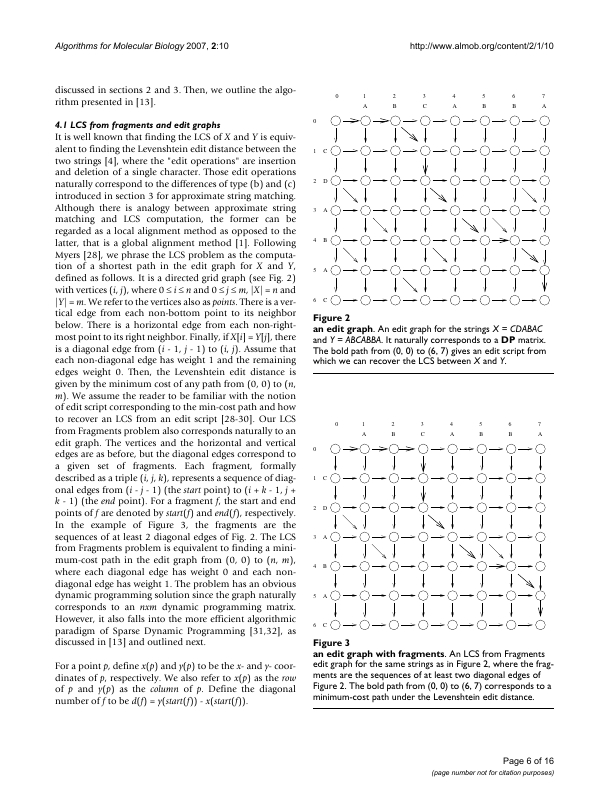 Algorithms for Molecular Biology 2007, 2:10
http://www.almob.org/content/2/1/10
discussed in sections 2 and 3. Then, we outline the algo-
rithm presented in [13].
4.1 LCS from fragments and edit graphs
It is well known that finding the LCS of X and Y is equiv-
alent to finding the Levenshtein edit distance between the
two strings [4], where the "edit operations" are insertion
and deletion of a single character. Those edit operations
naturally correspond to the differences of type (b) and (c)
introduced in section 3 for approximate string matching.
Although there is analogy between approximate string
matching and LCS computation, the former can be
regarded as a local alignment method as opposed to the
latter, that is a global alignment method [1]. Following
Myers [28], we phrase the LCS problem as the computa-
tion of a shortest path in the edit graph for X and Y,
defined as follows. It is a directed grid graph (see Fig. 2)
with vertices (i, j), where 0 ≤ i ≤ n and 0 ≤ j ≤ m, |X| = n and
|Y| = m. We refer to the vertices also as points. There is a ver-
tical edge from each non-bottom point to its neighbor
below. There is a horizontal edge from each non-right-
most point to its right neighbor. Finally, if X[i] = Y[j], there
is a diagonal edge from (i - 1, j - 1) to (i, j). Assume that
each non-diagonal edge has weight 1 and the remaining
edges weight 0. Then, the Levenshtein edit distance is
given by the minimum cost of any path from (0, 0) to (n,
m). We assume the reader to be familiar with the notion
of edit script corresponding to the min-cost path and how
to recover an LCS from an edit script [28-30]. Our LCS
from Fragments problem also corresponds naturally to an
edit graph. The vertices and the horizontal and vertical
edges are as before, but the diagonal edges correspond to
a given set of fragments. Each fragment, formally
described as a triple (i, j, k), represents a sequence of diag-
onal edges from (i - j - 1) (the start point) to (i + k - 1, j +
k - 1) (the end point). For a fragment f, the start and end
points of f are denoted by start(f) and end(f), respectively.
In the example of Figure 3, the fragments are the
sequences of at least 2 diagonal edges of Fig. 2. The LCS
from Fragments problem is equivalent to finding a mini-
mum-cost path in the edit graph from (0, 0) to (n, m),
where each diagonal edge has weight 0 and each non-
diagonal edge has weight 1. The problem has an obvious
dynamic programming solution since the graph naturally
corresponds to an nxm dynamic programming matrix.
However, it also falls into the more efficient algorithmic
paradigm of Sparse Dynamic Programming [31,32], as
discussed in [13] and outlined next.
For a point p, define x(p) and y(p) to be the x- and y- coor-
dinates of p, respectively. We also refer to x(p) as the row
of p and y(p) as the column of p. Define the diagonal
number of f to be d(f) = y(start(f)) - x(start(f)).
0 1 2 3 4 5 6 7
A B C A B B A
0
1 C
2 D
3 A
4 B
5 A
6 C
Figure 2
an edit graph. An edit graph for the strings X = CDABAC
and Y = ABCABBA. It naturally corresponds to a DP matrix.
The bold path from (0, 0) to (6, 7) gives an edit script from
which we can recover the LCS between X and Y.
0 1 2 3 4 5 6 7
A B C A B B A
0
1 C
2 D
3 A
4 B
5 A
6 C
Figure 3
an edit graph with fragments. An LCS from Fragments
edit graph for the same strings as in Figure 2, where the frag-
ments are the sequences of at least two diagonal edges of
Figure 2. The bold path from (0, 0) to (6, 7) corresponds to a
minimum-cost path under the Levenshtein edit distance.
Page 6 of 16
(page number not for citation purposes)